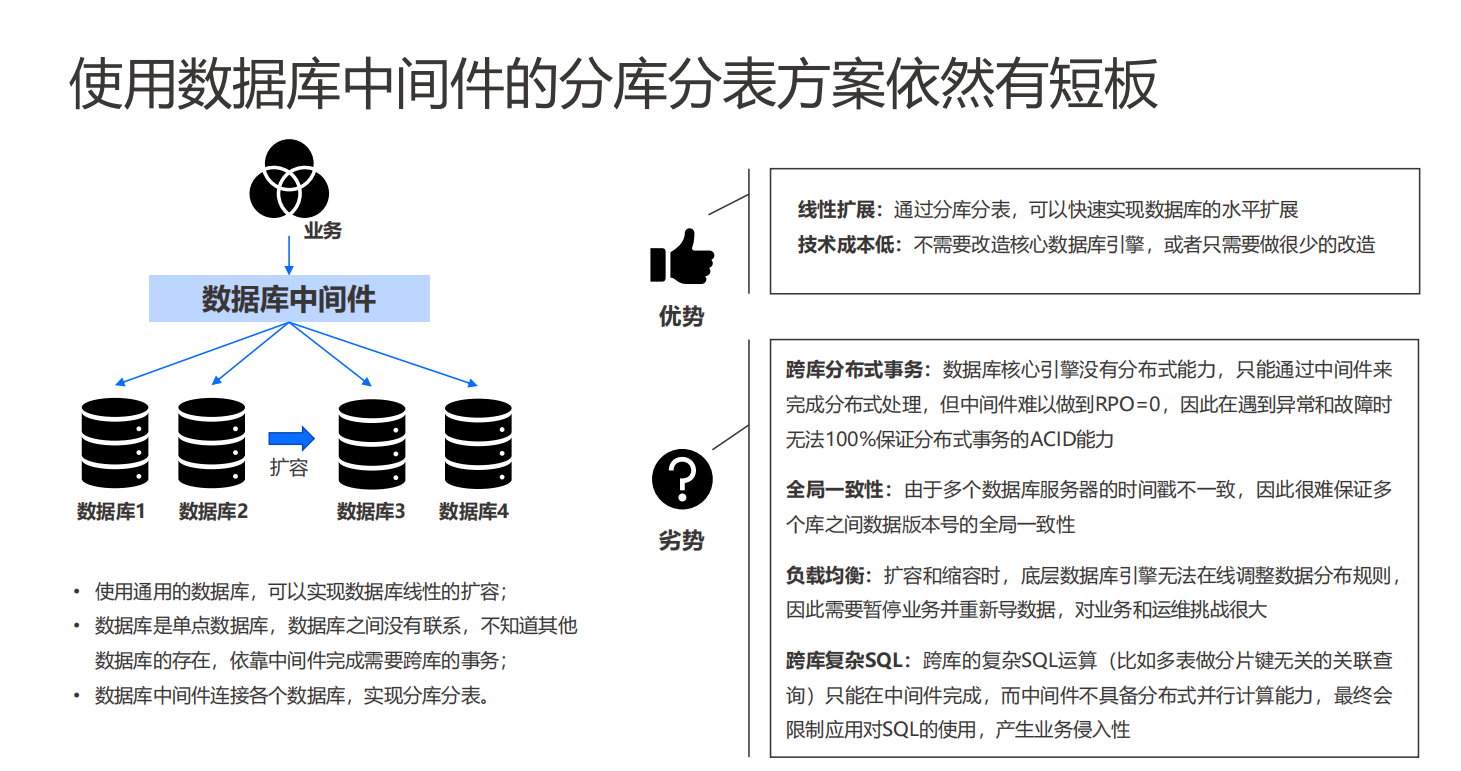 使用数据库中间件的分库分表方案依然有短板
业务
数据库中间件
扩容
数据库1
数据库2
数据库3
数据库4
• 使用通用的数据库，可以实现数据库线性的扩容；
• 数据库是单点数据库，数据库之间没有联系，不知道其他
数据库的存在，依靠中间件完成需要跨库的事务；
• 数据库中间件连接各个数据库，实现分库分表。
优势
线性扩展：通过分库分表，可以快速实现数据库的水平扩展
技术成本低：不需要改造核心数据库引擎，或者只需要做很少的改造
劣势
跨库分布式事务：数据库核心引擎没有分布式能力，只能通过中间件来
完成分布式处理，但中间件难以做到RPO=0，因此在遇到异常和故障时
无法100%保证分布式事务的ACID能力
全局一致性：由于多个数据库服务器的时间戳不一致，因此很难保证多
个库之间数据版本号的全局一致性
负载均衡：扩容和缩容时，底层数据库引擎无法在线调整数据分布规则，
因此需要暂停业务并重新导数据，对业务和运维挑战很大
跨库复杂SQL：跨库的复杂SQL运算（比如多表做分片键无关的关联查
询）只能在中间件完成，而中间件不具备分布式并行计算能力，最终会
限制应用对SQL的使用，产生业务侵入性